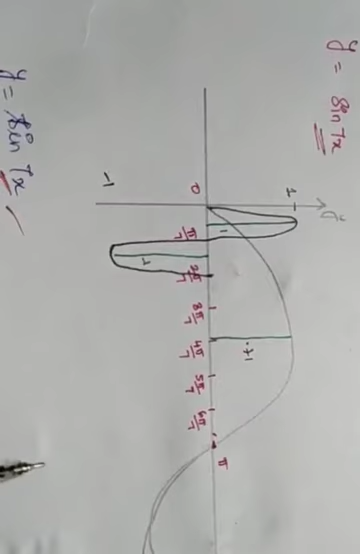 y = sin 7x
y = sin 7x
-1
0
1
y
π/7
2π/7
3π/7
4π/7
5π/7
6π/7
π
1
1
+1